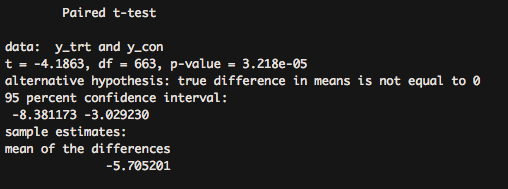 Paired t-test
data:  y_trt and y_con
t = -4.1863, df = 663, p-value = 3.218e-05
alternative hypothesis: true difference in means is not equal to 0
95 percent confidence interval:
 -8.381173 -3.029230
sample estimates:
mean of the differences
              -5.705201